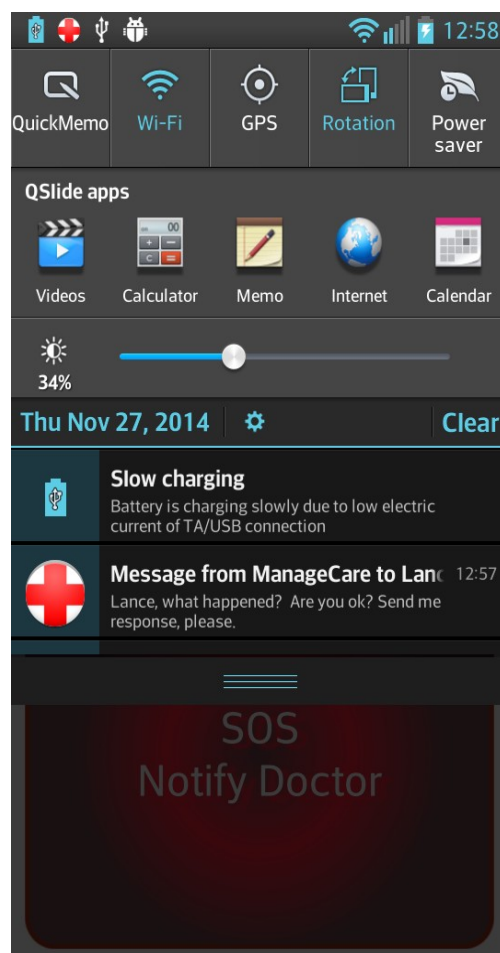 12:58
QuickMemo Wi-Fi GPS Rotation Power
saver
QSlide apps
Videos Calculator Memo Internet Calendar
34%
Thu Nov 27, 2014 Clear
Slow charging
Battery is charging slowly due to low electric
current of TA/USB connection
Message from ManageCare to Lanc 12:57
Lance, what happened? Are you ok? Send me
response, please.
SOS
Notify Doctor